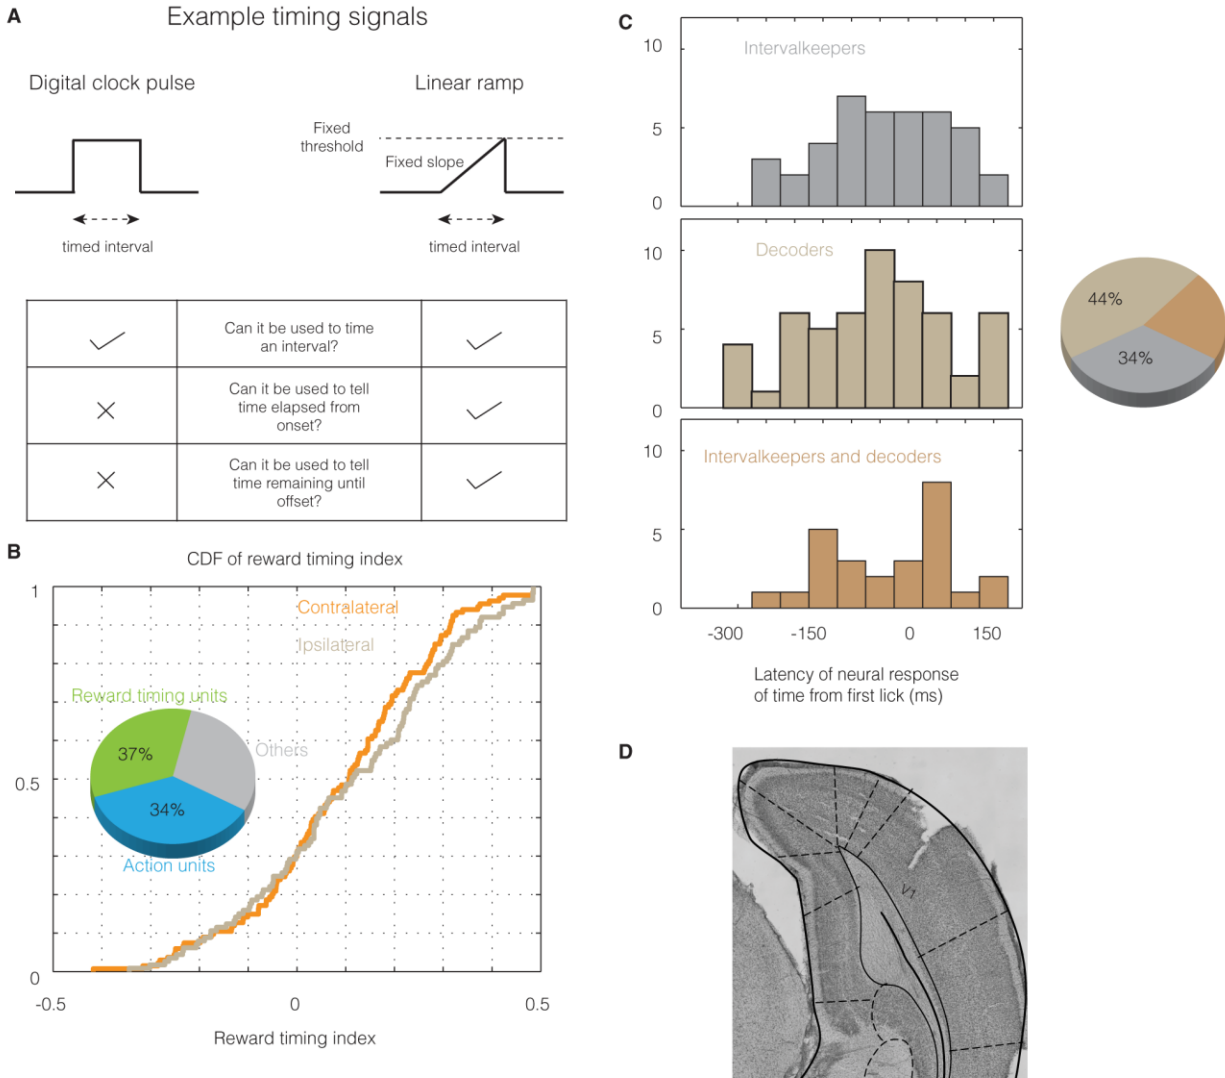 A
Example timing signals
Digital clock pulse
Linear ramp
Fixed
threshold
Fixed slope
timed interval
timed interval
Can it be used to time
an interval?
Can it be used to tell
time elapsed from
onset?
Can it be used to tell
time remaining until
offset?
B
CDF of reward timing index
1
0.5
0
-0.5
0
0.5
Contralateral
Ipsilateral
Reward timing units
37%
Others
34%
Action units
Reward timing index
C
Intervalkeepers
10
5
0
Decoders
10
5
0
Intervalkeepers and decoders
10
5
0
-300
-150
0
150
Latency of neural response
of time from first lick (ms)
44%
34%
D
V1